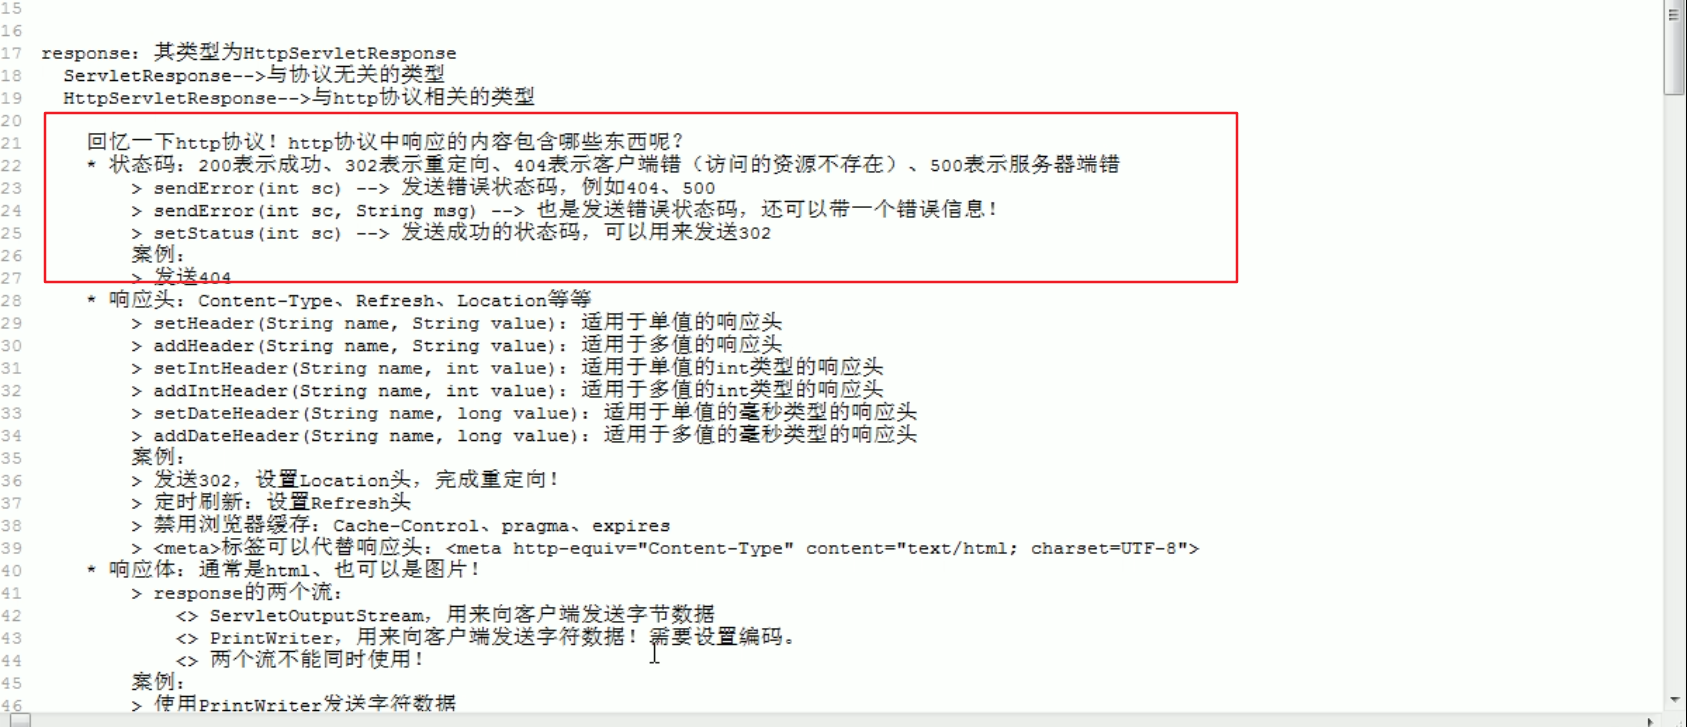 15
16
17 response: 其类型为HttpServletResponse
18 ServletResponse-->与协议无关的类型
19 HttpServletResponse-->与http协议相关的类型
20
21 回忆一下http协议！http协议中响应的内容包含哪些东西呢？
22 * 状态码：200表示成功、302表示重定向、404表示客户端错（访问的资源不存在）、500表示服务器端错
23 > sendError(int sc) --> 发送错误状态码，例如404、500
24 > sendError(int sc, String msg) --> 也是发送错误状态码，还可以带一个错误信息！
25 > setStatus(int sc) --> 发送成功的状态码，可以用来发送302
26 案例：
27 > 发送404
28 * 响应头：Content-Type、Refresh、Location等等
29 > setHeader(String name, String value)：适用于单值的响应头
30 > addHeader(String name, String value)：适用于多值的响应头
31 > setIntHeader(String name, int value)：适用于单值的int类型的响应头
32 > addIntHeader(String name, int value)：适用于多值的int类型的响应头
33 > setDateHeader(String name, long value)：适用于单值的毫秒类型的响应头
34 > addDateHeader(String name, long value)：适用于多值的毫秒类型的响应头
35 案例：
36 > 发送302，设置Location头，完成重定向！
37 > 定时刷新：设置Refresh头
38 > 禁用浏览器缓存：Cache-Control、pragma、expires
39 > <meta>标签可以代替响应头：<meta http-equiv="Content-Type" content="text/html; charset=UTF-8">
40 * 响应体：通常是html、也可以是图片！
41 > response的两个流：
42 <> ServletOutputStream，用来向客户端发送字节数据
43 <> PrintWriter，用来向客户端发送字符数据！需要设置编码。
44 <> 两个流不能同时使用！
45 案例：
46 > 使用PrintWriter发送字符数据